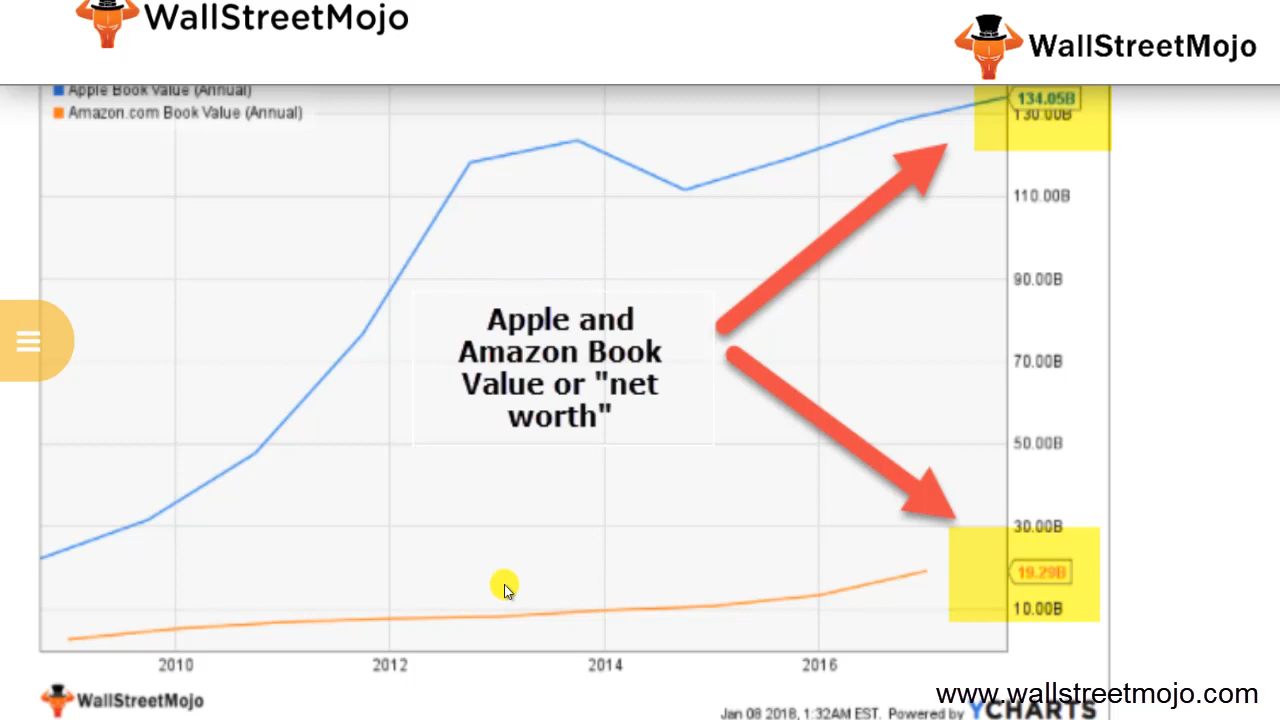 WallStreetMojo
WallStreetMojo
Apple Book Value (Annual)
Amazon.com Book Value (Annual)
134.05B
130.00B
110.00B
90.00B
70.00B
50.00B
30.00B
19.29B
10.00B
Apple and
Amazon Book
Value or "net
worth"
2010
2012
2014
2016
WallStreetMojo
www.wallstreetmojo.com
Jan 08 2018, 1:32AM EST. Powered by YCHARTS